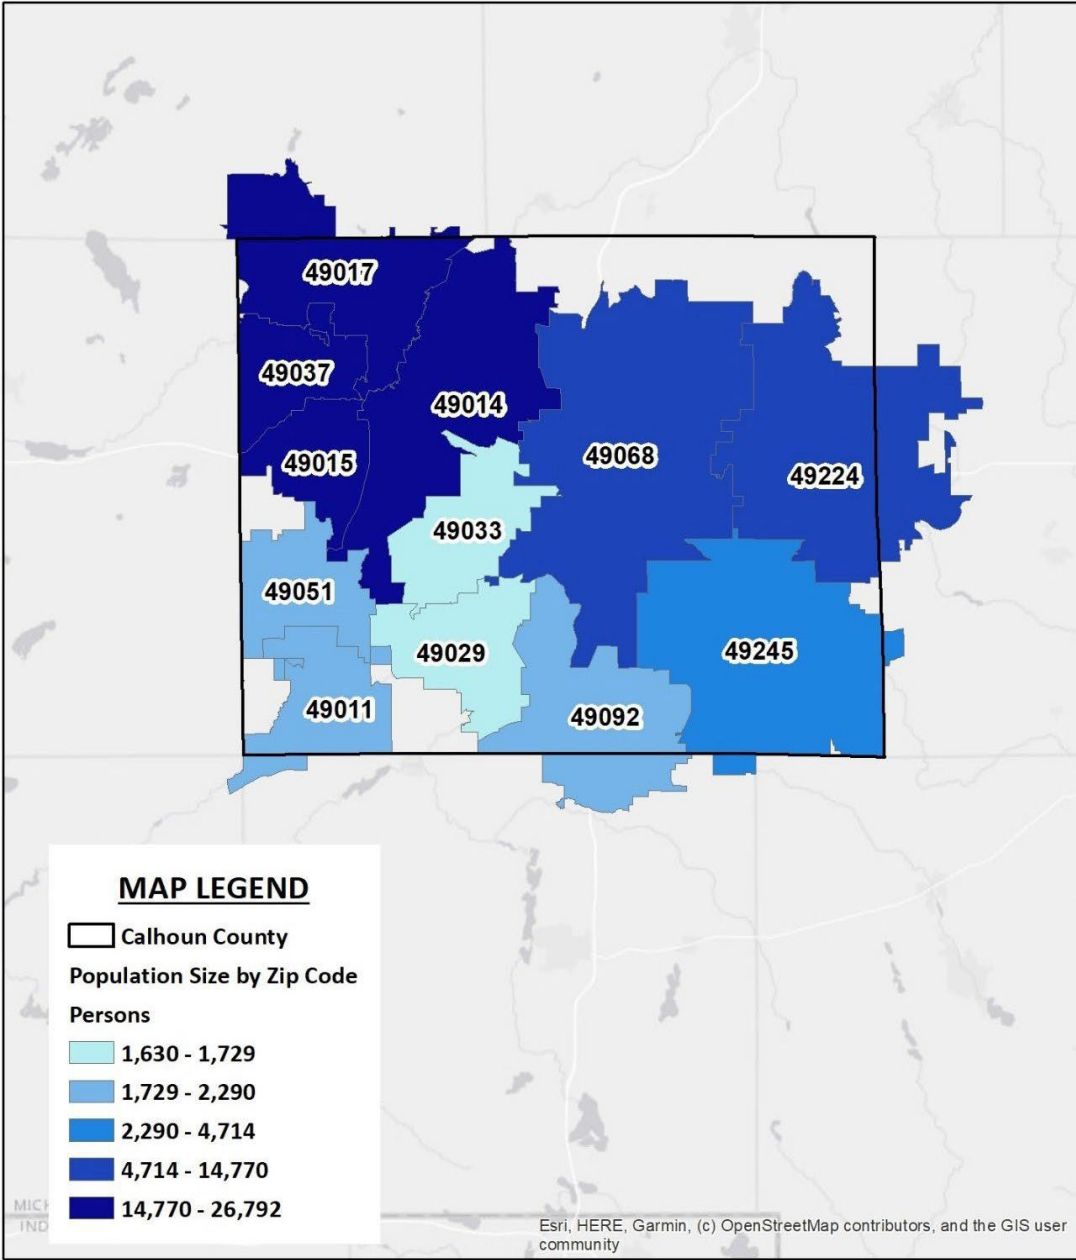 49017
49037
49014
49015
49068
49224
49033
49051
49029
49245
49011
49092
MAP LEGEND
Calhoun County
Population Size by Zip Code
Persons
1,630 - 1,729
1,729 - 2,290
2,290 - 4,714
4,714 - 14,770
14,770 - 26,792
MICH
IND
Esri, HERE, Garmin, (c) OpenStreetMap contributors, and the GIS user
community